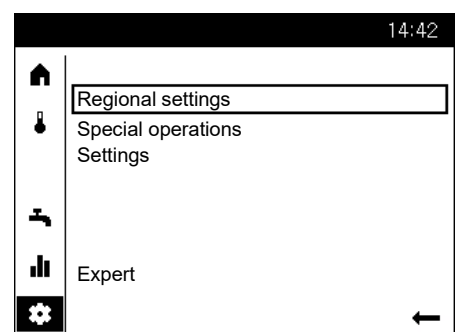 14:42
Regional settings
Special operations
Settings
Expert